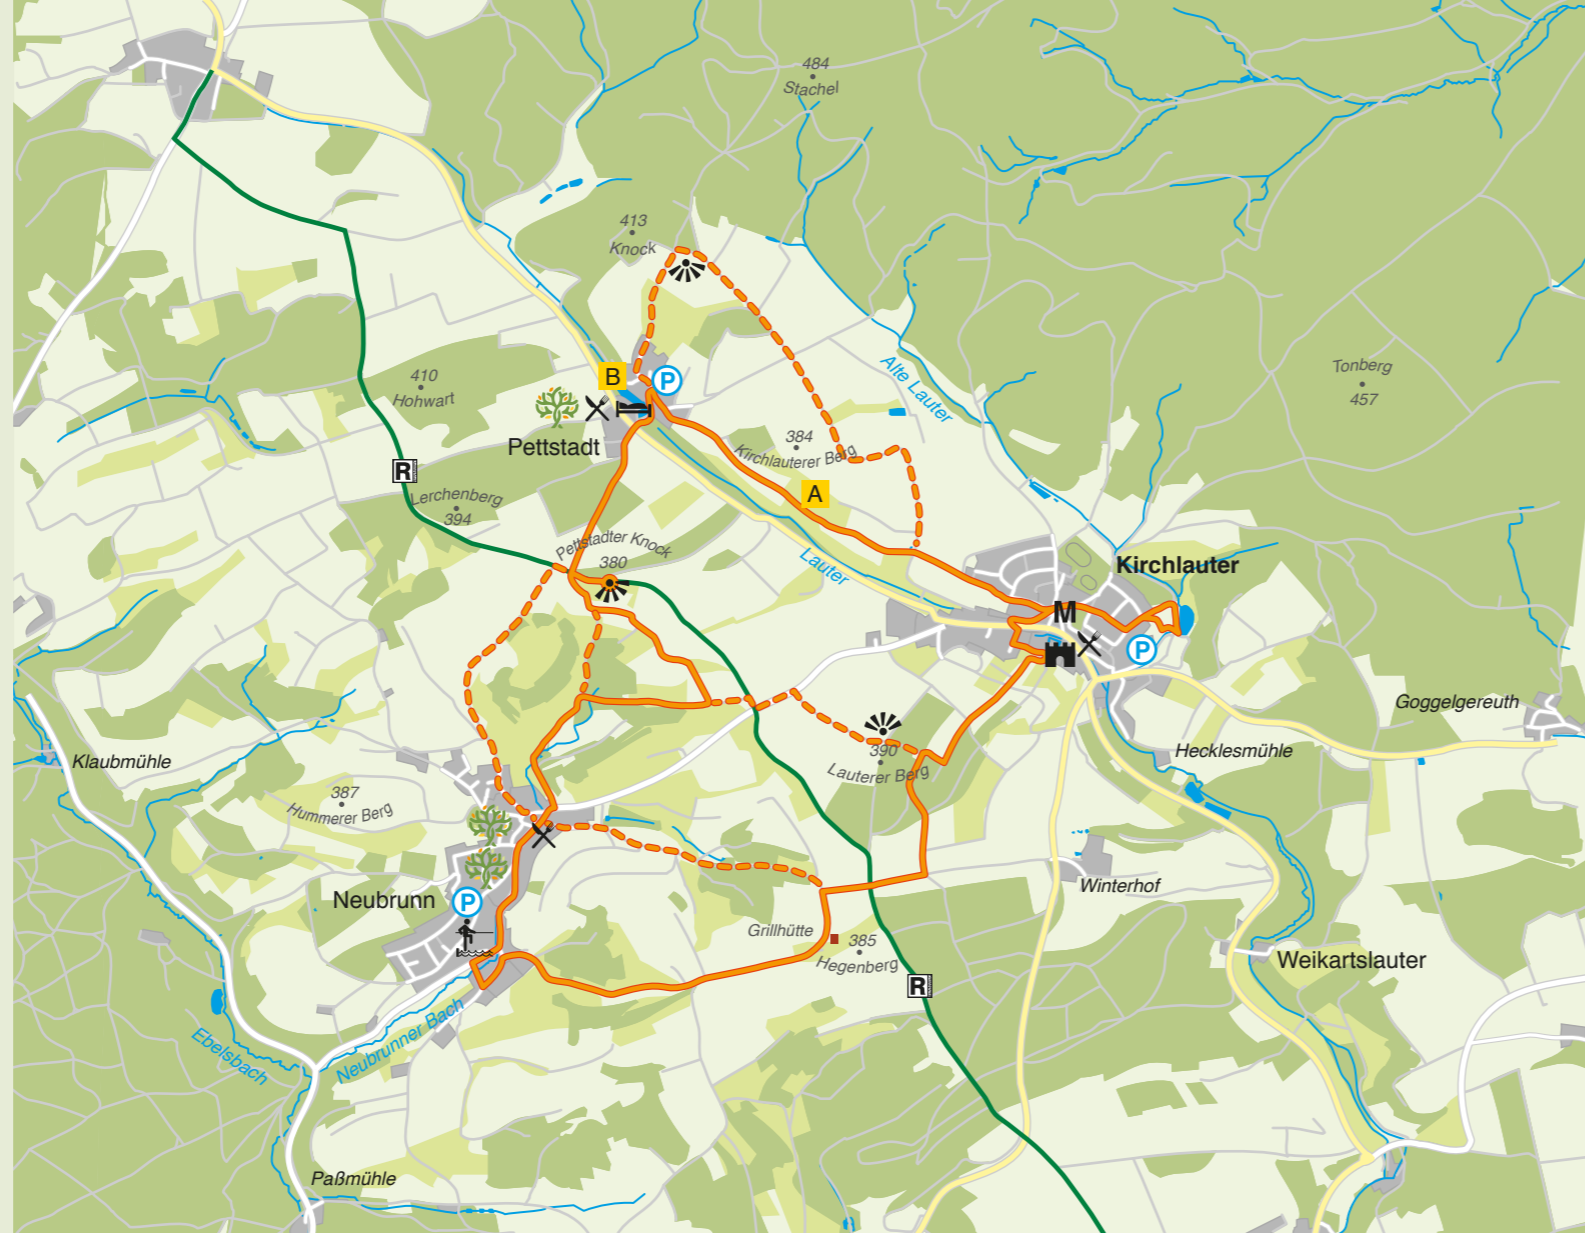 484
Stachel
413
Knock
Alte Lauter
Tonberg
457
B
P
410
Hohwart
Pettstadt
384
Kirchlauterer Berg
A
R
Lerchenberg
394
Pettstadter Knock
380
Lauter
Kirchlauter
M
P
Goggelgereuth
Hecklesmühle
Klaubmühle
390
Lauterer Berg
387
Hummerer Berg
Winterhof
Neubrunn
P
Grillhütte
385
Hegenberg
R
Weikartslauter
Ebelsbach
Neubrunner Bach
Paßmühle